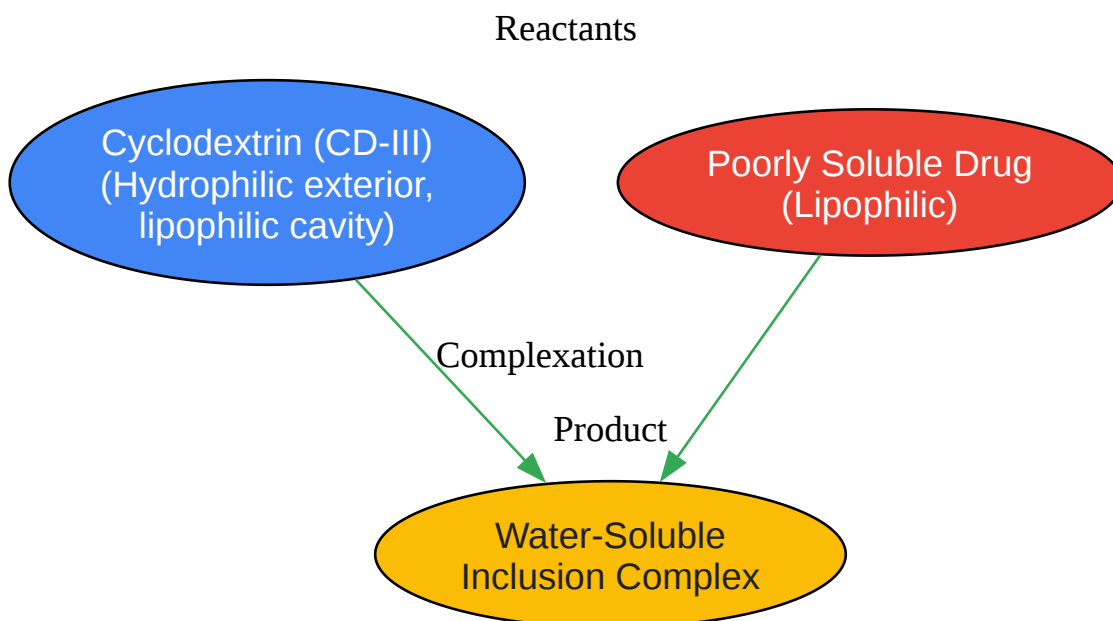 Reactants
Cyclodextrin (CD-III)
(Hydrophilic exterior,
lipophilic cavity)
Poorly Soluble Drug
(Lipophilic)
Complexation
Product
Water-Soluble
Inclusion Complex